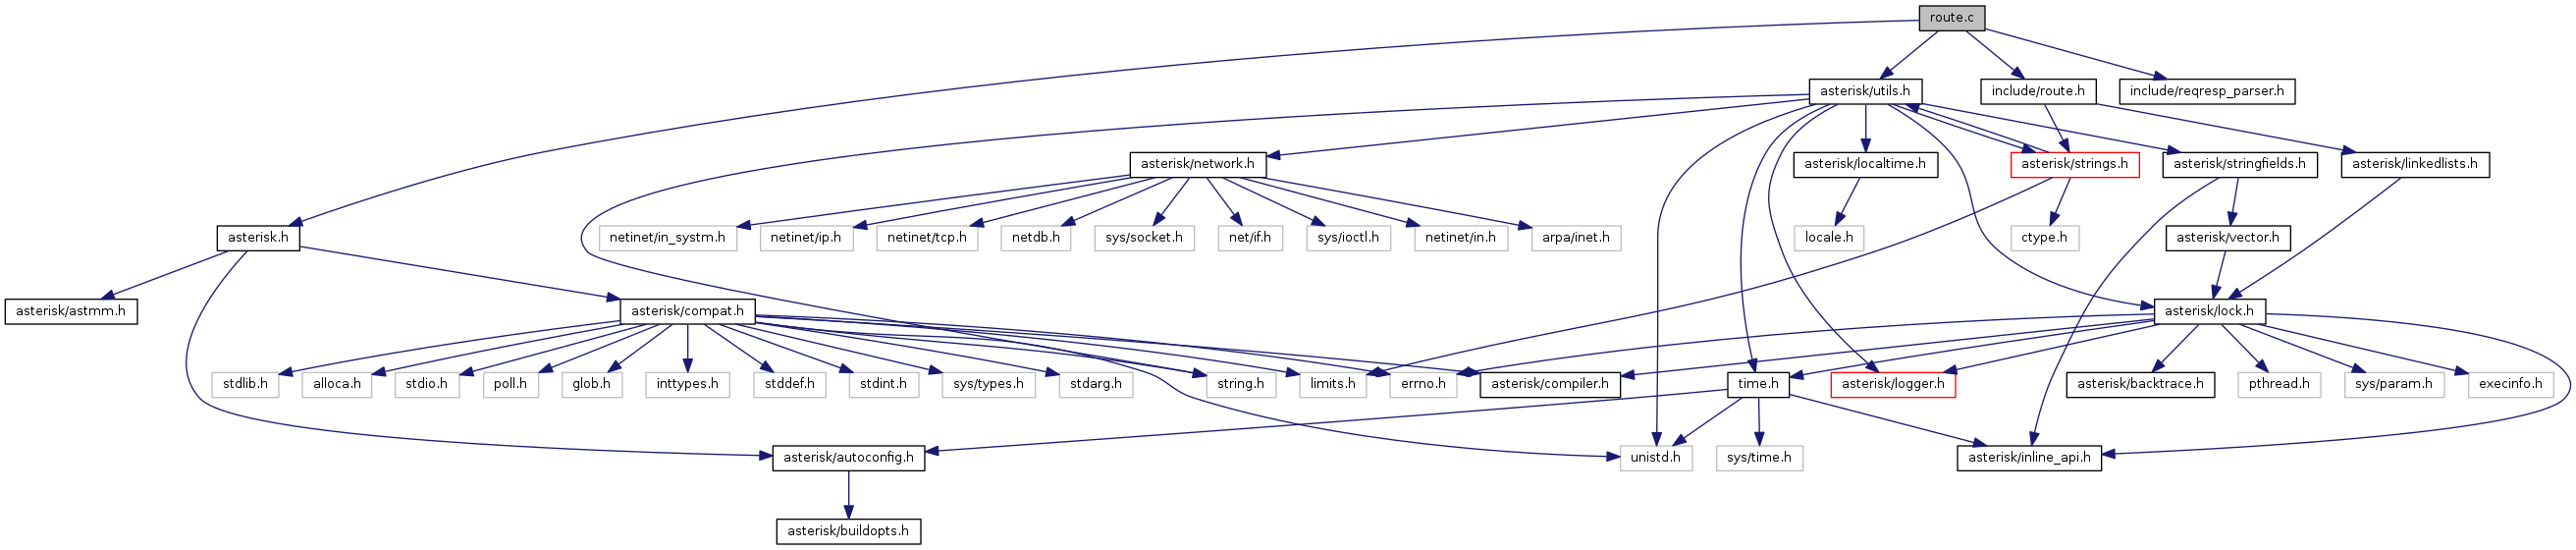 route.c
asterisk/utils.h
include/route.h
include/reqresp_parser.h
asterisk/network.h
asterisk/localtime.h
asterisk/strings.h
asterisk/stringfields.h
asterisk/linkedlists.h
asterisk.h
netinet/in_systm.h
netinet/ip.h
netinet/tcp.h
netdb.h
sys/socket.h
net/if.h
sys/ioctl.h
netinet/in.h
arpa/inet.h
locale.h
ctype.h
asterisk/vector.h
asterisk/astmm.h
asterisk/compat.h
asterisk/lock.h
stdlib.h
alloca.h
stdio.h
poll.h
glob.h
inttypes.h
stddef.h
stdint.h
sys/types.h
stdarg.h
string.h
limits.h
errno.h
asterisk/compiler.h
time.h
asterisk/logger.h
asterisk/backtrace.h
pthread.h
sys/param.h
execinfo.h
asterisk/autoconfig.h
unistd.h
sys/time.h
asterisk/inline_api.h
asterisk/buildopts.h